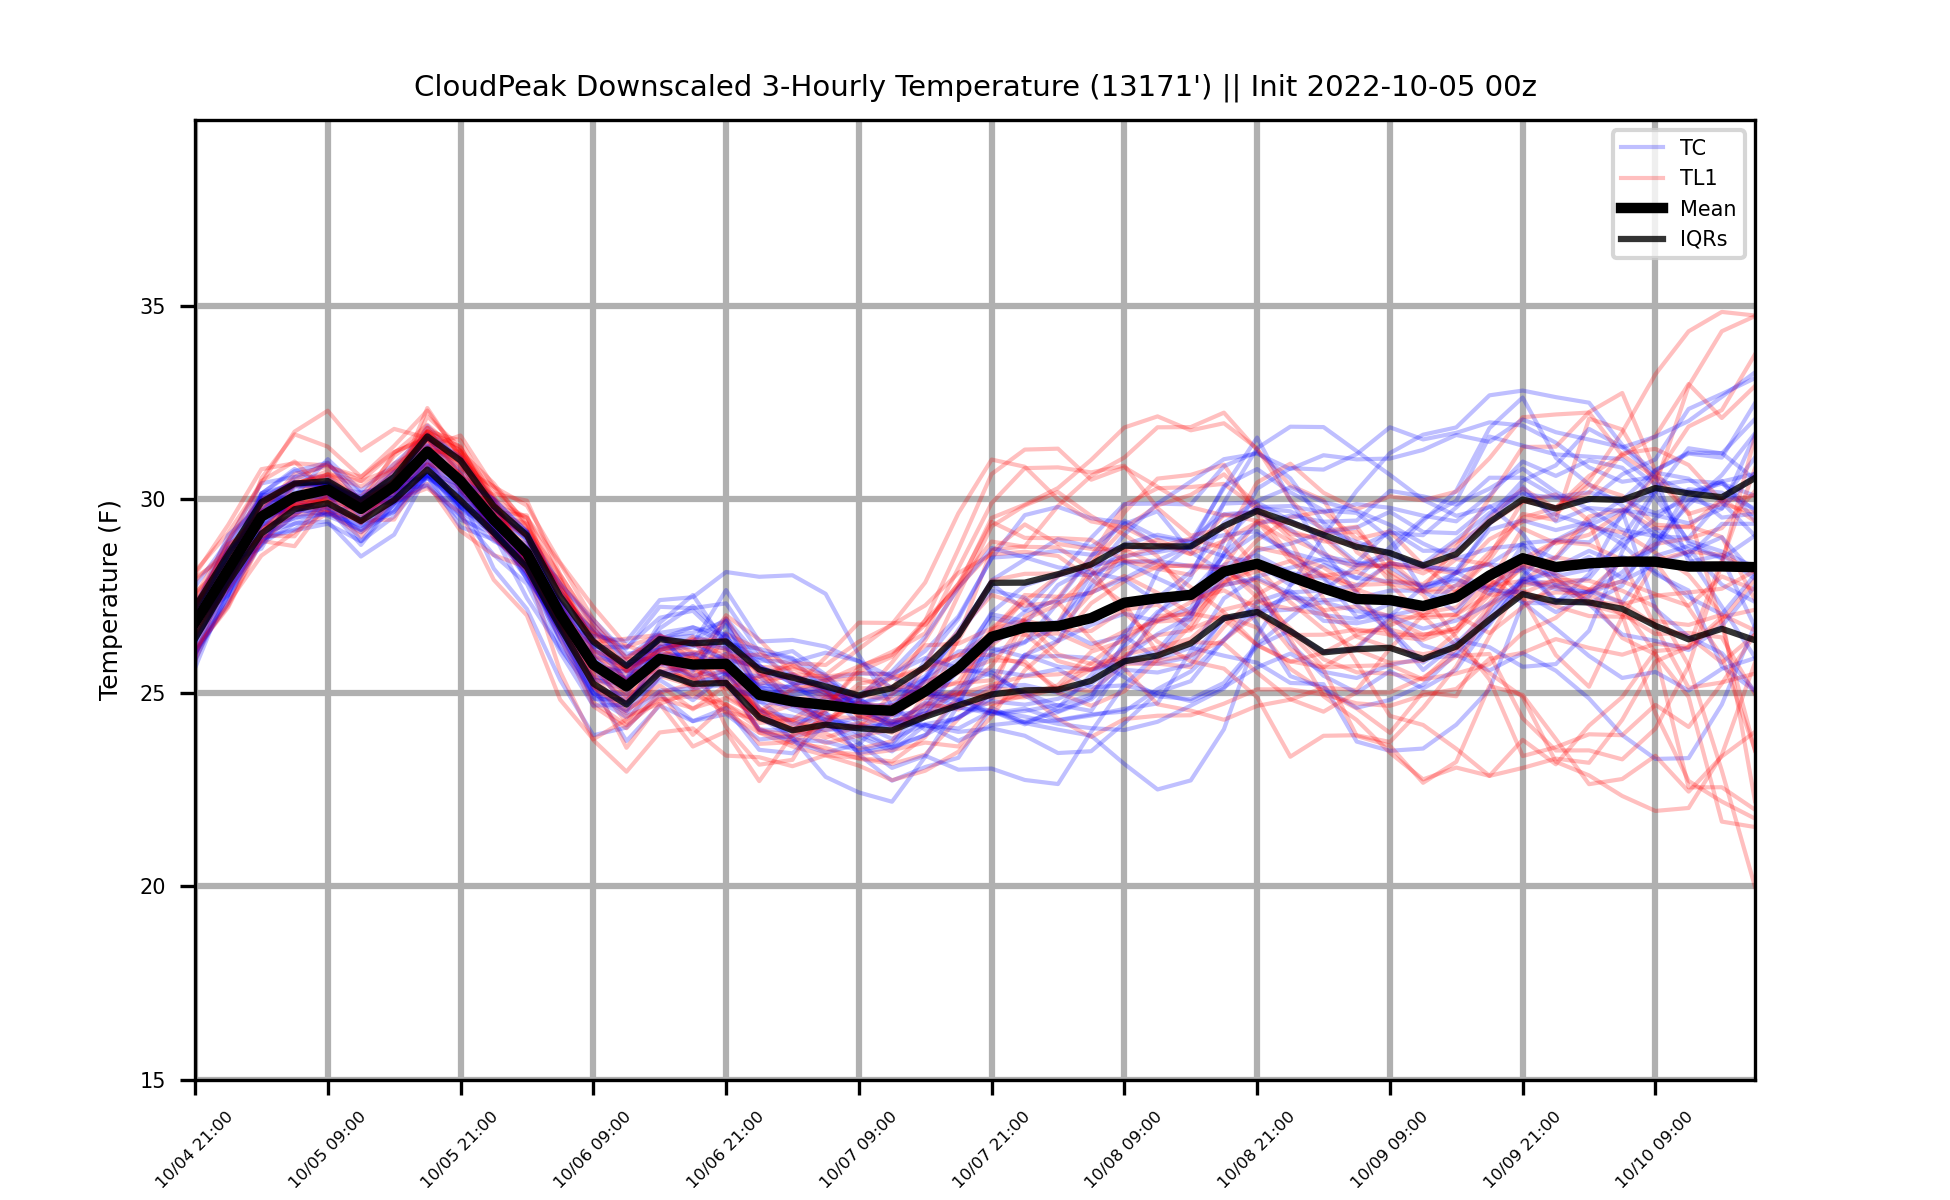 CloudPeak Downscaled 3-Hourly Temperature (13171') || Init 2022-10-05 00z
TC
TL1
Mean
IQRs
Temperature (F)
35
30
25
20
15
10/04 21:00
10/05 09:00
10/05 21:00
10/06 09:00
10/06 21:00
10/07 09:00
10/07 21:00
10/08 09:00
10/08 21:00
10/09 09:00
10/09 21:00
10/10 09:00